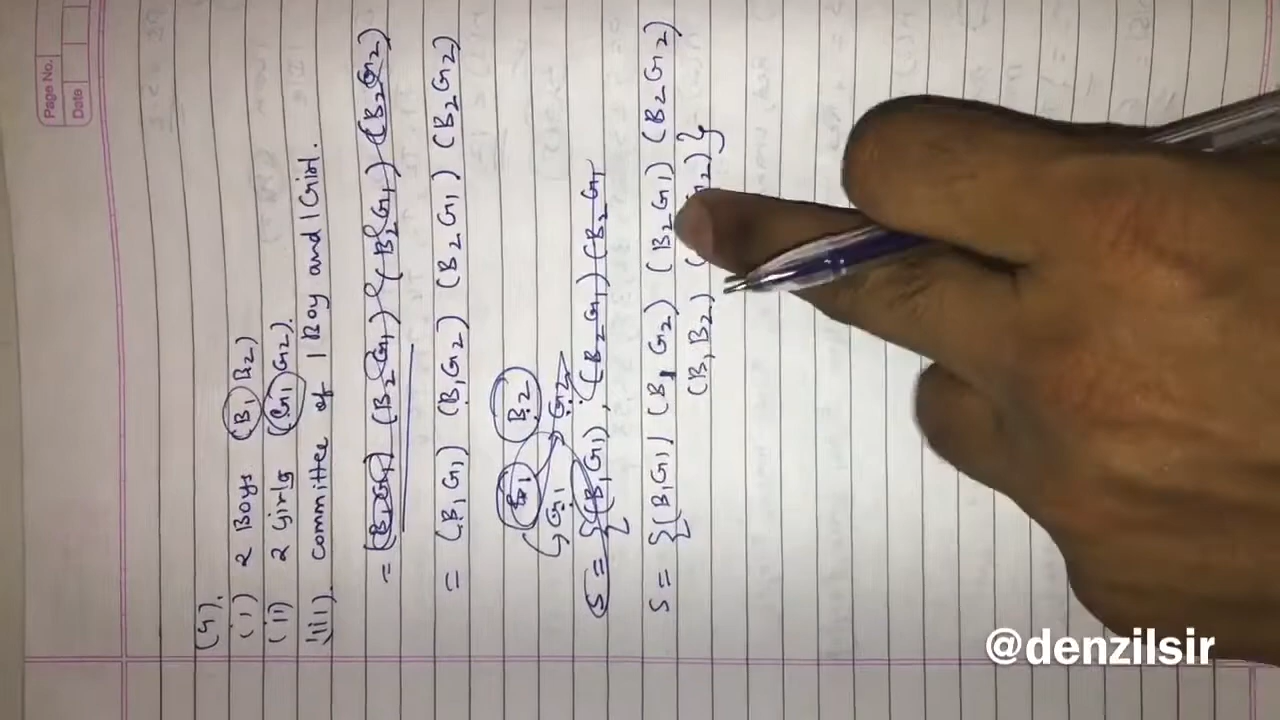 Page No.
Date
(4).
(i) 2 Boys (B1 B2)
(ii) 2 Girls (G1 G2).
(iii). committee of 1 Boy and 1 Girl.
= (B1 G1) (B2 G1) (B2 G1) (B2 G2)
= (B1 G1) (B1 G2) (B2 G1) (B2 G2)
B1 B2
G1 G2
S = {(B1 G1), (B2 G1) (B2 G1
S = {(B1 G1) (B1 G2) (B2 G1) (B2 G2)
(B1 B2) G2)}
@denzilsir